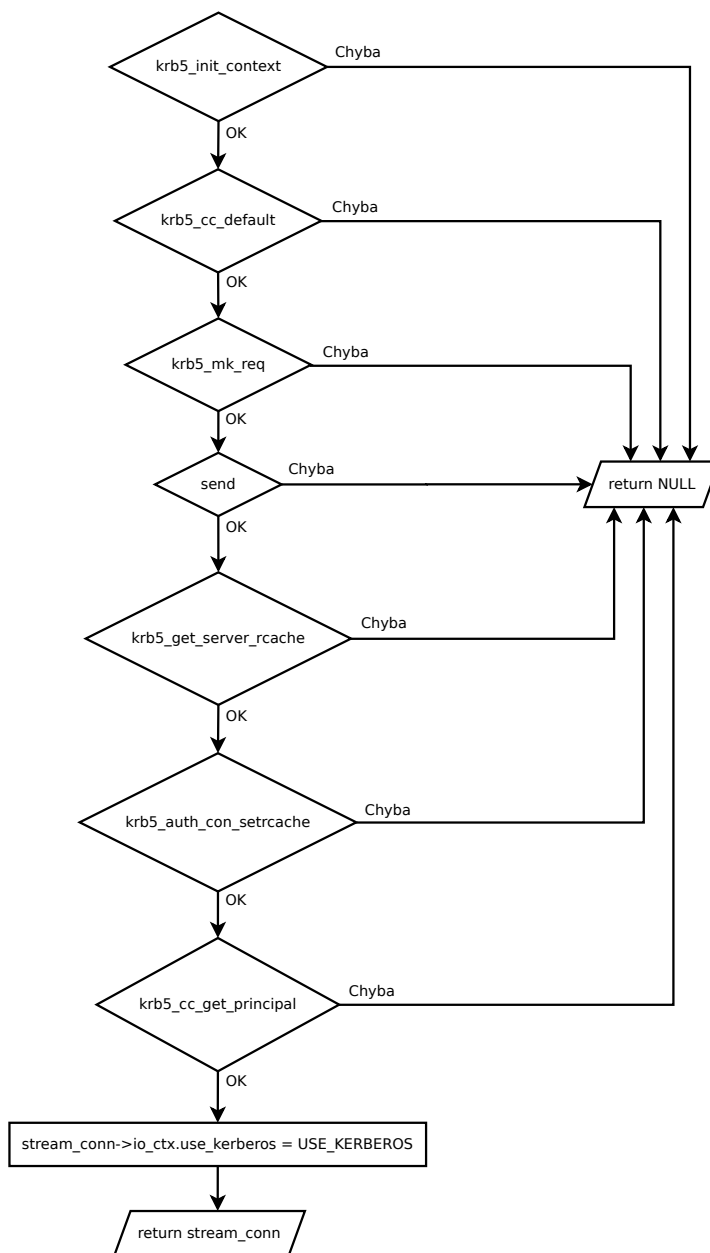 krb5_init_context
Chyba
OK
krb5_cc_default
Chyba
OK
krb5_mk_req
Chyba
OK
send
Chyba
return NULL
OK
krb5_get_server_rcache
Chyba
OK
krb5_auth_con_setrcache
Chyba
OK
krb5_cc_get_principal
Chyba
OK
stream_conn->io_ctx.use_kerberos = USE_KERBEROS
return stream_conn